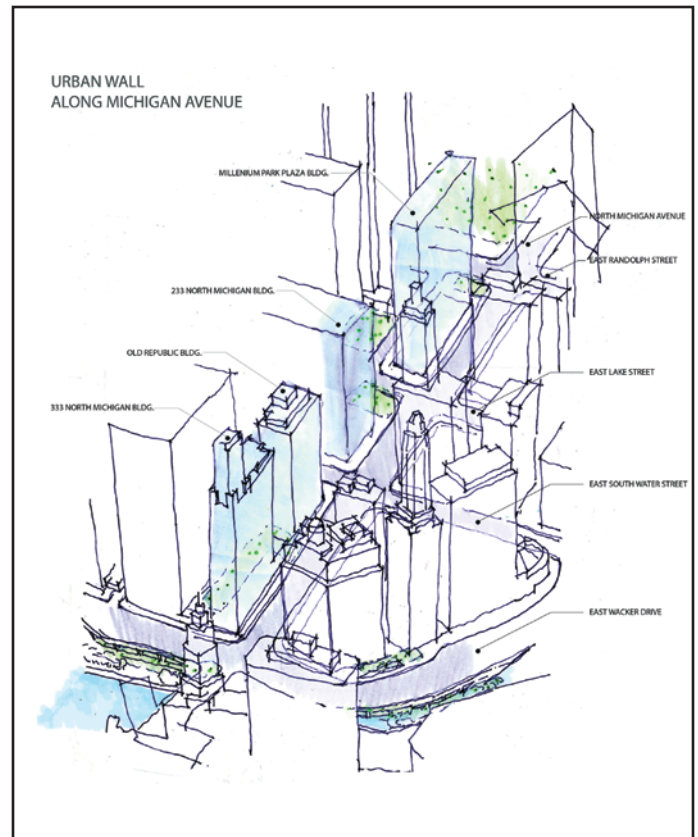 URBAN WALL
ALONG MICHIGAN AVENUE
MILLENIUM PARK PLAZA BLDG.
NORTH MICHIGAN AVENUE
EAST RANDOLPH STREET
233 NORTH MICHIGAN BLDG.
OLD REPUBLIC BLDG.
EAST LAKE STREET
333 NORTH MICHIGAN BLDG.
EAST SOUTH WATER STREET
EAST WACKER DRIVE